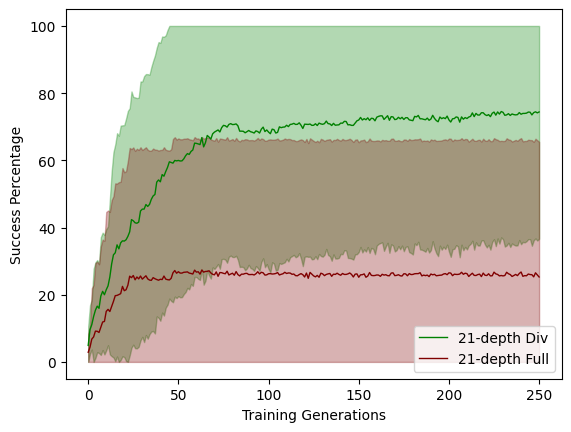 100
80
60
40
20
0
Success Percentage
0 50 100 150 200 250
Training Generations
21-depth Div
21-depth Full